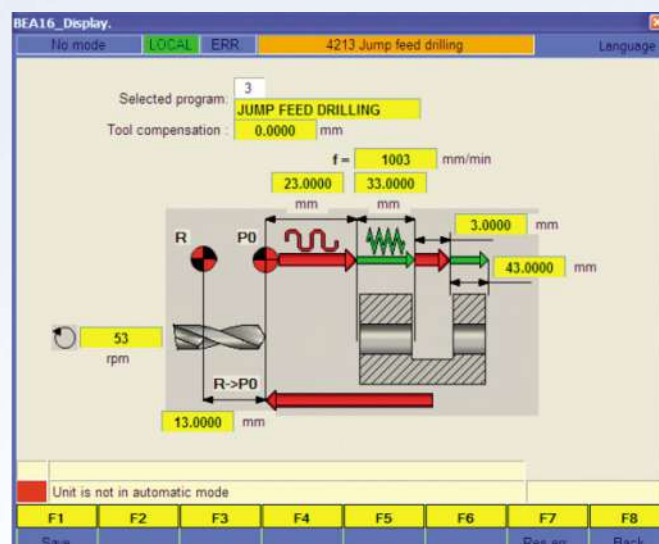 BEA16_Display.
No mode LOCAL ERR. 4213 Jump feed drilling Language
Selected program: 3
JUMP FEED DRILLING
Tool compensation : 0.0000 mm
f = 1003 mm/min
23.0000 33.0000
mm mm
3.0000 mm
R P0
43.0000 mm
53
rpm
R->P0
13.0000 mm
Unit is not in automatic mode
F1 F2 F3 F4 F5 F6 F7 F8
Save Res.err. Back